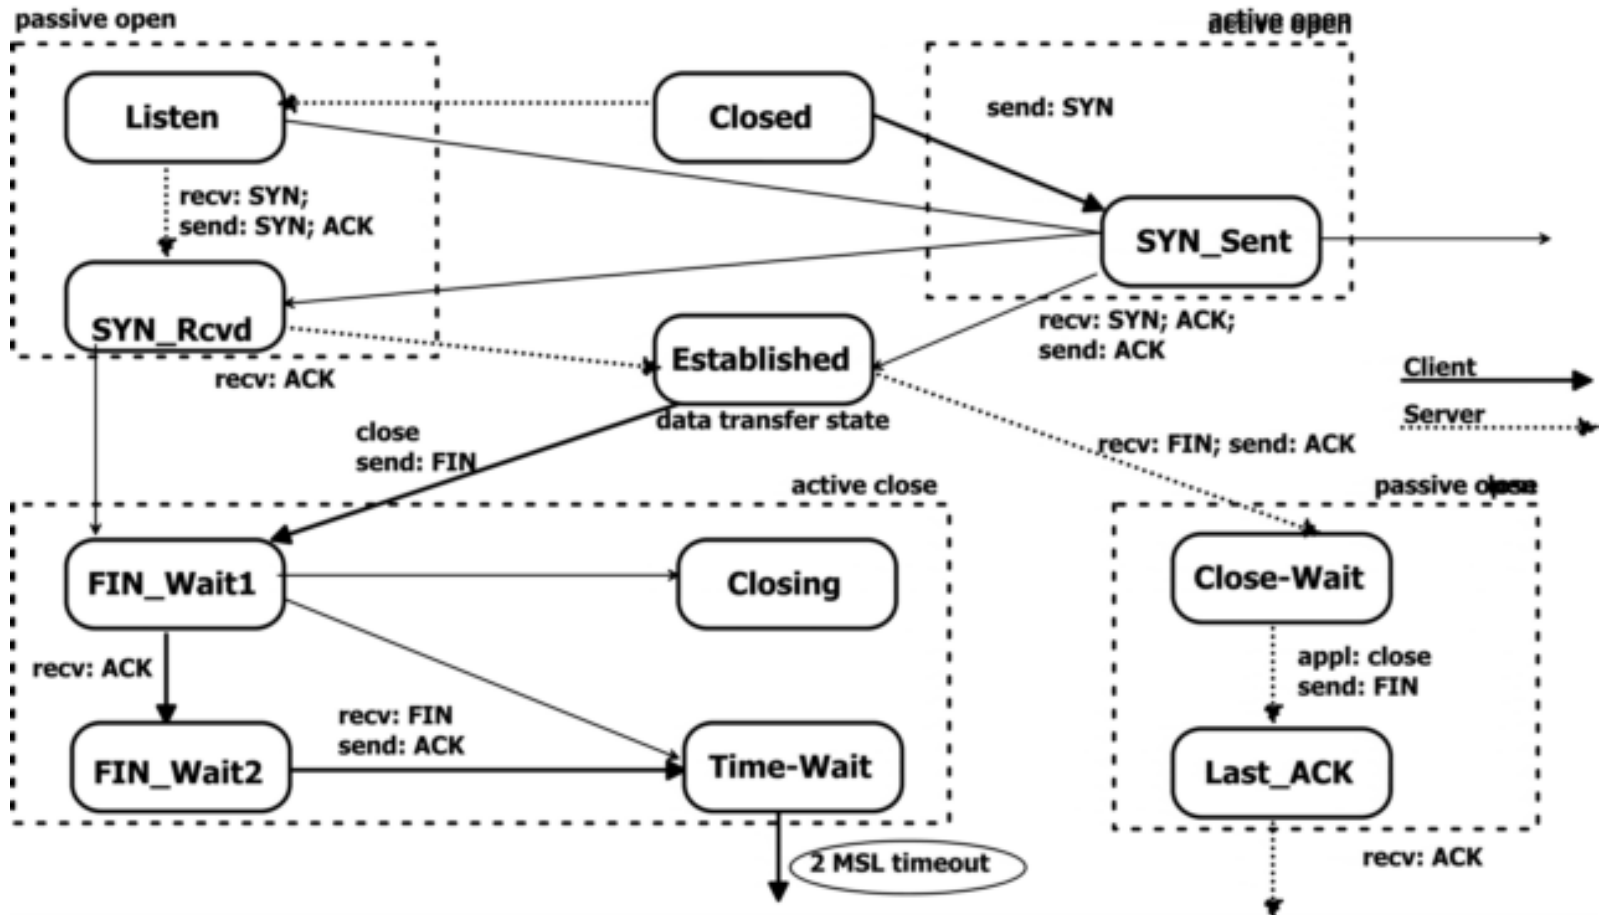 passive open
active open
Listen
Closed
send: SYN
recv: SYN;
send: SYN; ACK
SYN_Sent
SYN_Rcvd
recv: SYN; ACK;
send: ACK
Established
recv: ACK
Client
data transfer state
Server
close
send: FIN
recv: FIN; send: ACK
active close
passive close
FIN_Wait1
Closing
Close-Wait
recv: ACK
appl: close
send: FIN
recv: FIN
send: ACK
FIN_Wait2
Time-Wait
Last_ACK
2 MSL timeout
recv: ACK